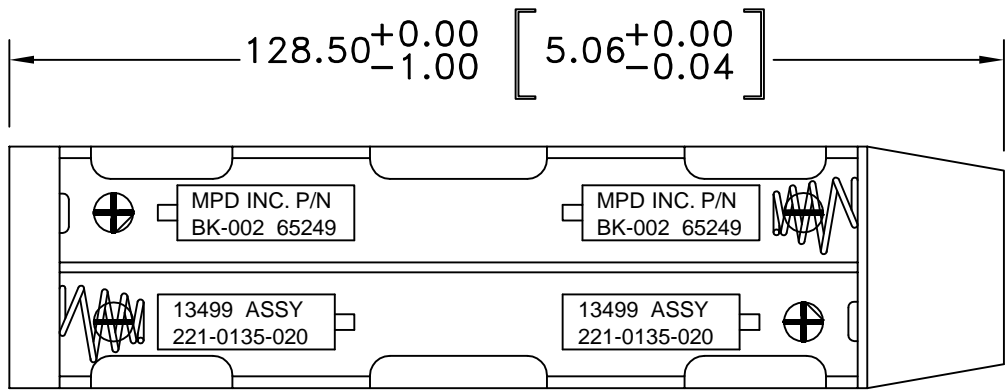 128.50 +0.00 -1.00 [ 5.06 +0.00 -0.04 ]
MPD INC. P/N
BK-002 65249
MPD INC. P/N
BK-002 65249
13499 ASSY
221-0135-020
13499 ASSY
221-0135-020